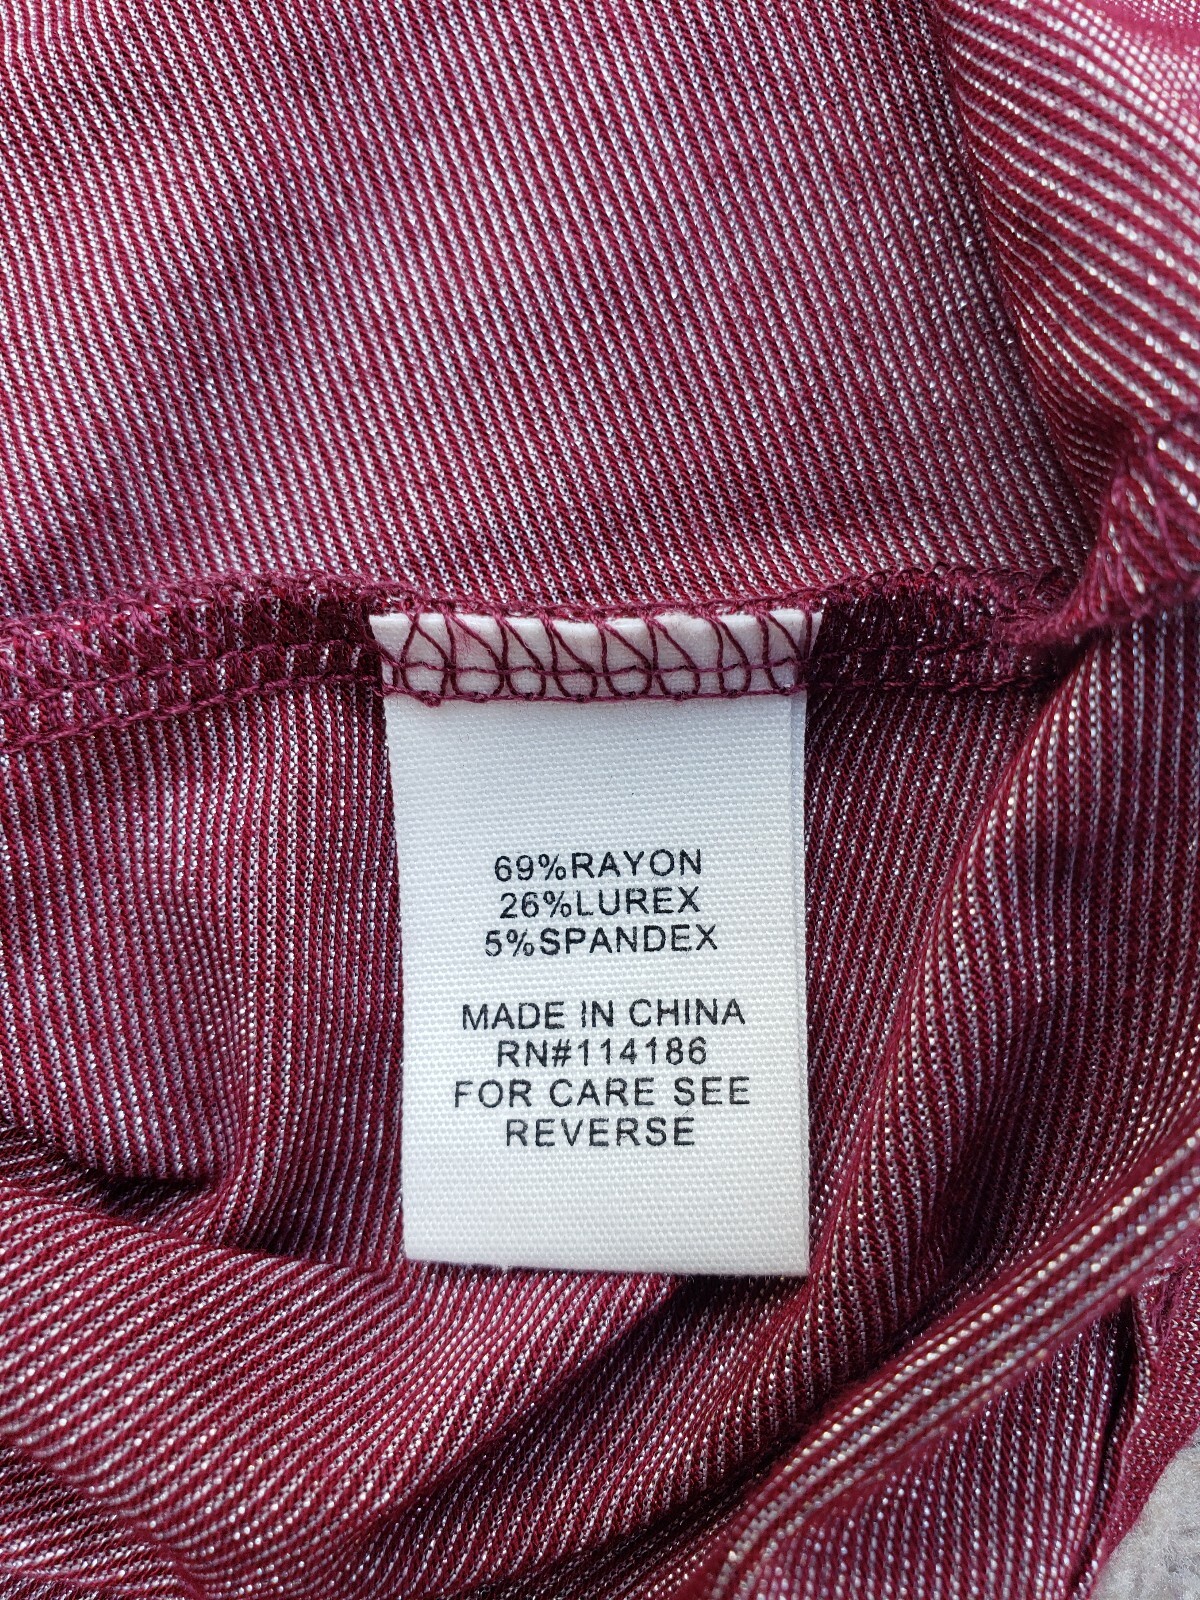 69%RAYON
26%LUREX
5%SPANDEX
MADE IN CHINA
RN#114186
FOR CARE SEE
REVERSE